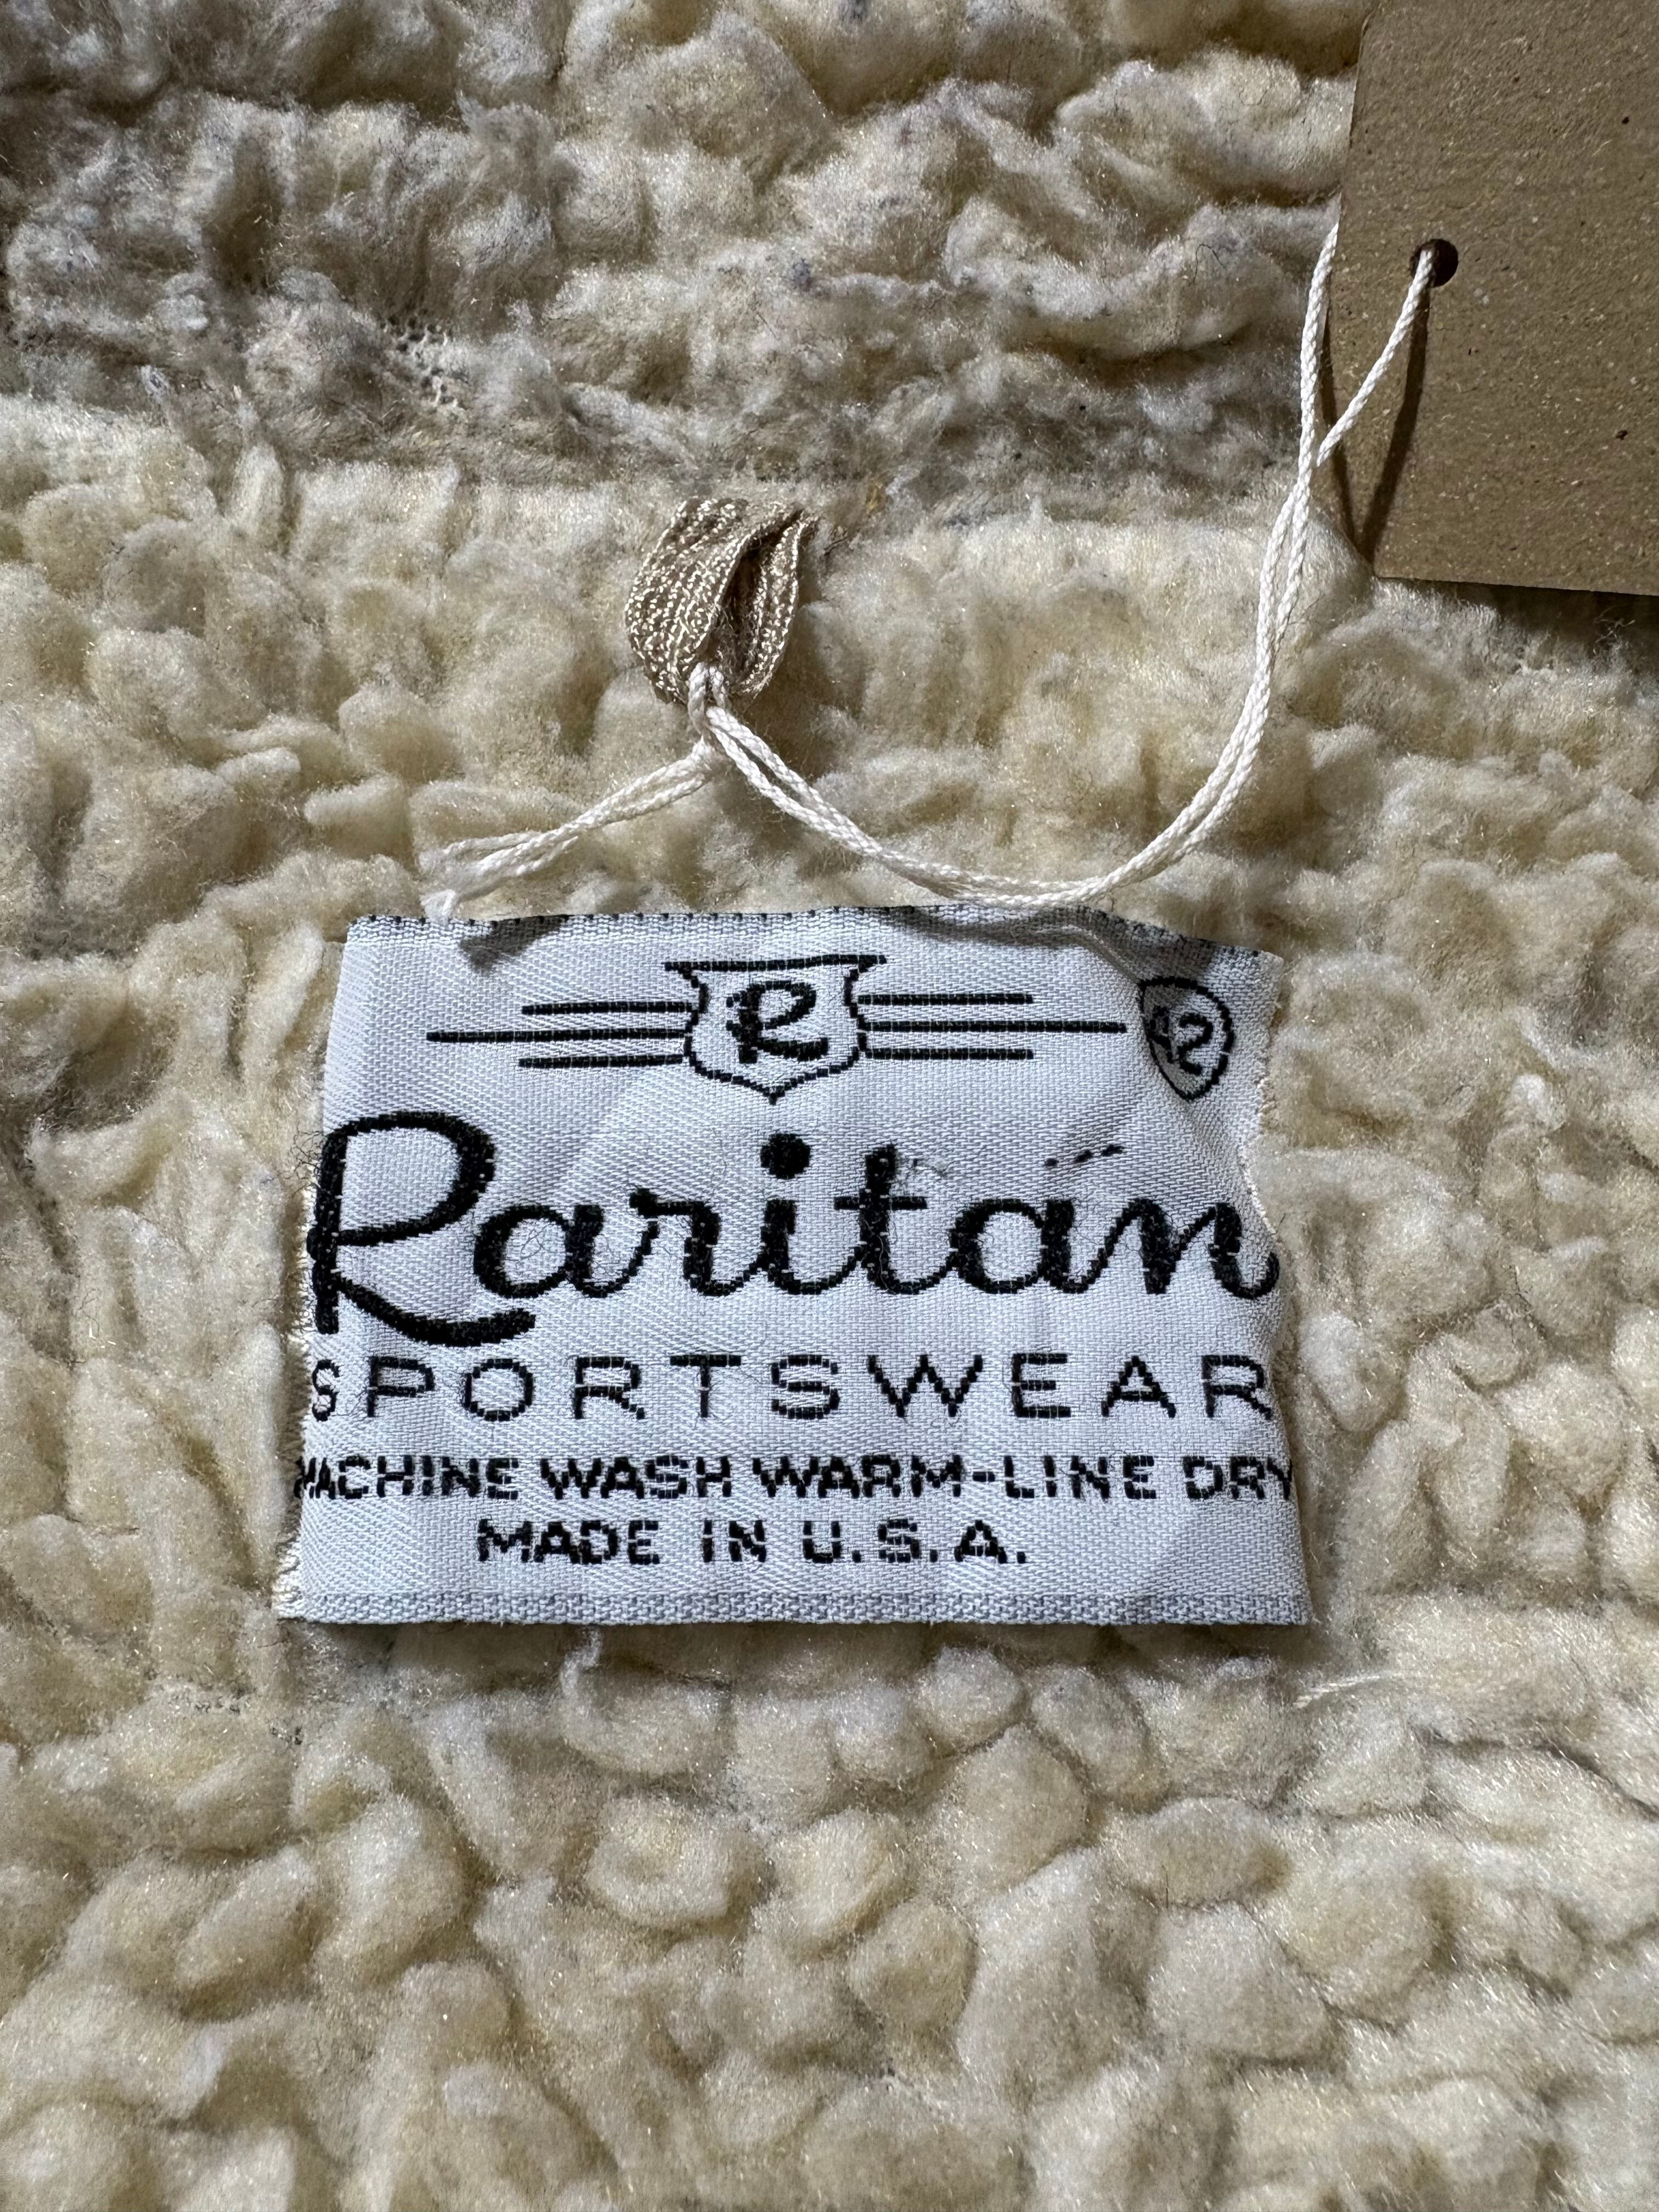 R
42
Raritan
SPORTSWEAR
MACHINE WASH WARM-LINE DRY
MADE IN U.S.A.